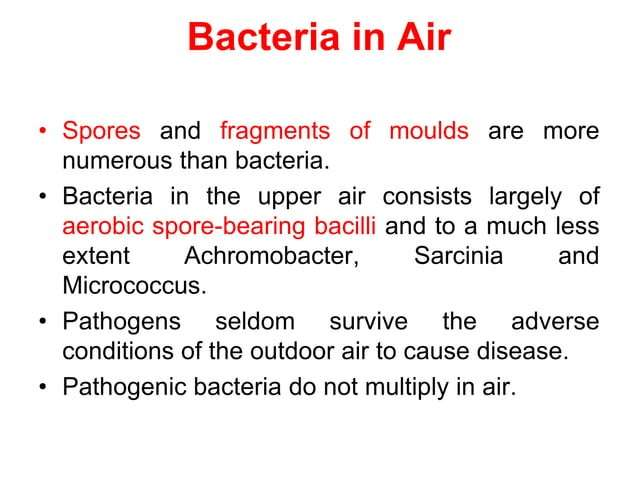 Bacteria in Air
• Spores and fragments of moulds are more
numerous than bacteria.
• Bacteria in the upper air consists largely of
aerobic spore-bearing bacilli and to a much less
extent Achromobacter, Sarcinia and
Micrococcus.
• Pathogens seldom survive the adverse
conditions of the outdoor air to cause disease.
• Pathogenic bacteria do not multiply in air.